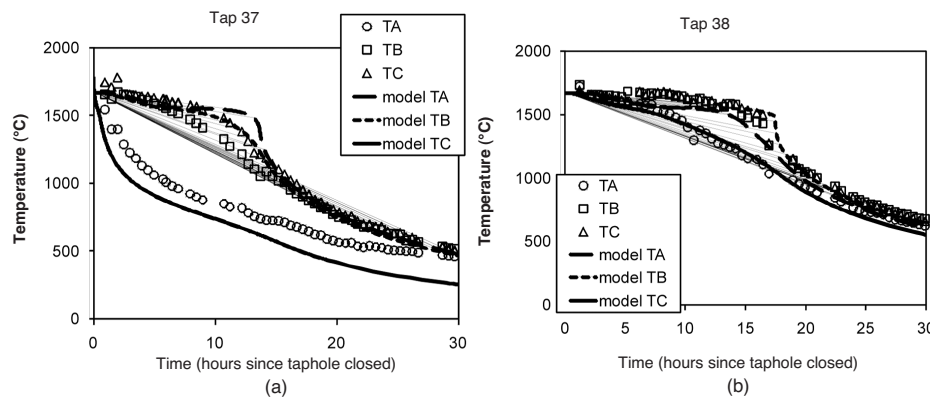 Tap 37
TA
TB
TC
model TA
model TB
model TC
2000
1500
1000
500
0
Temperature (°C)
0
10
20
30
Time (hours since taphole closed)
(a)
Tap 38
2000
1500
1000
500
0
Temperature (°C)
TA
TB
TC
model TA
model TB
model TC
0
5
10
15
20
25
30
Time (hours since taphole closed)
(b)